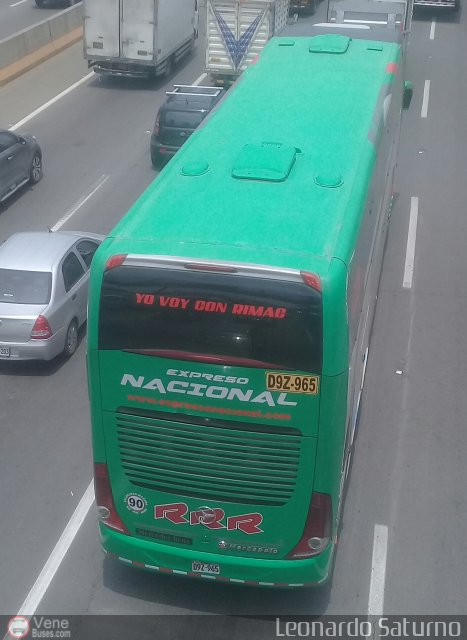 YO VOY CON RIMAC
EXPRESO
NACIONAL
D9Z-965
www.expresonacional.com
90
RRR
Marcopolo
D9Z-965
Vene
Buses.com
Leonardo Saturno